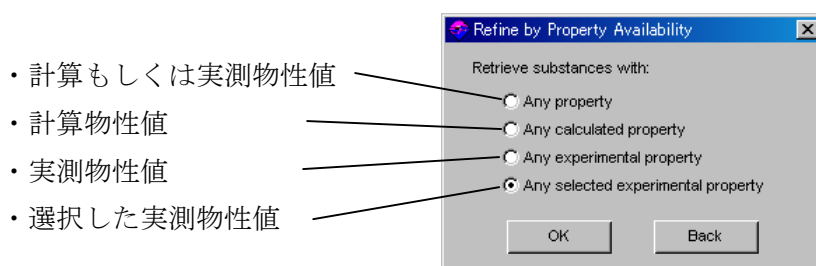 Refine by Property Availability
Retrieve substances with:
・計算もしくは実測物性値
Any property
・計算物性値
Any calculated property
・実測物性値
Any experimental property
・選択した実測物性値
Any selected experimental property
OK
Back